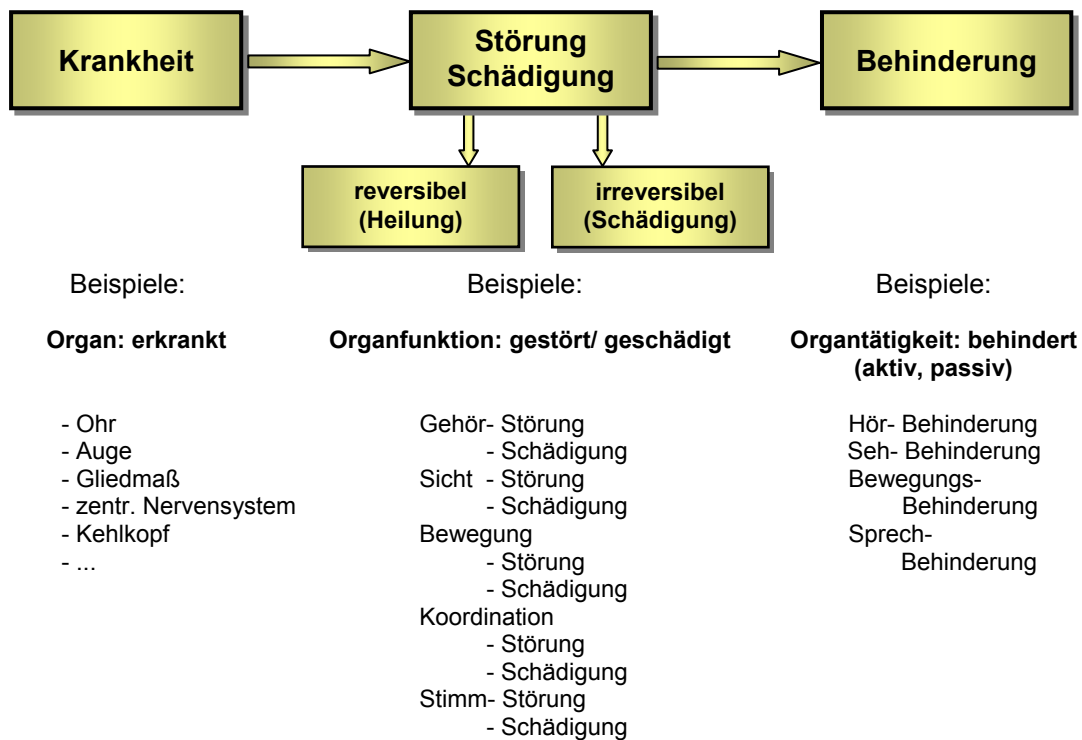 Krankheit
Störung
Schädigung
Behinderung
reversibel
(Heilung)
irreversibel
(Schädigung)
Beispiele:
Organ: erkrankt
- Ohr
- Auge
- Gliedmaß
- zentr. Nervensystem
- Kehlkopf
- ...
Beispiele:
Organfunktion: gestört/ geschädigt
Gehör- Störung
- Schädigung
Sicht - Störung
- Schädigung
Bewegung
- Störung
- Schädigung
Koordination
- Störung
- Schädigung
Stimm- Störung
- Schädigung
Beispiele:
Organtätigkeit: behindert
(aktiv, passiv)
Hör- Behinderung
Seh- Behinderung
Bewegungs-
Behinderung
Sprech-
Behinderung